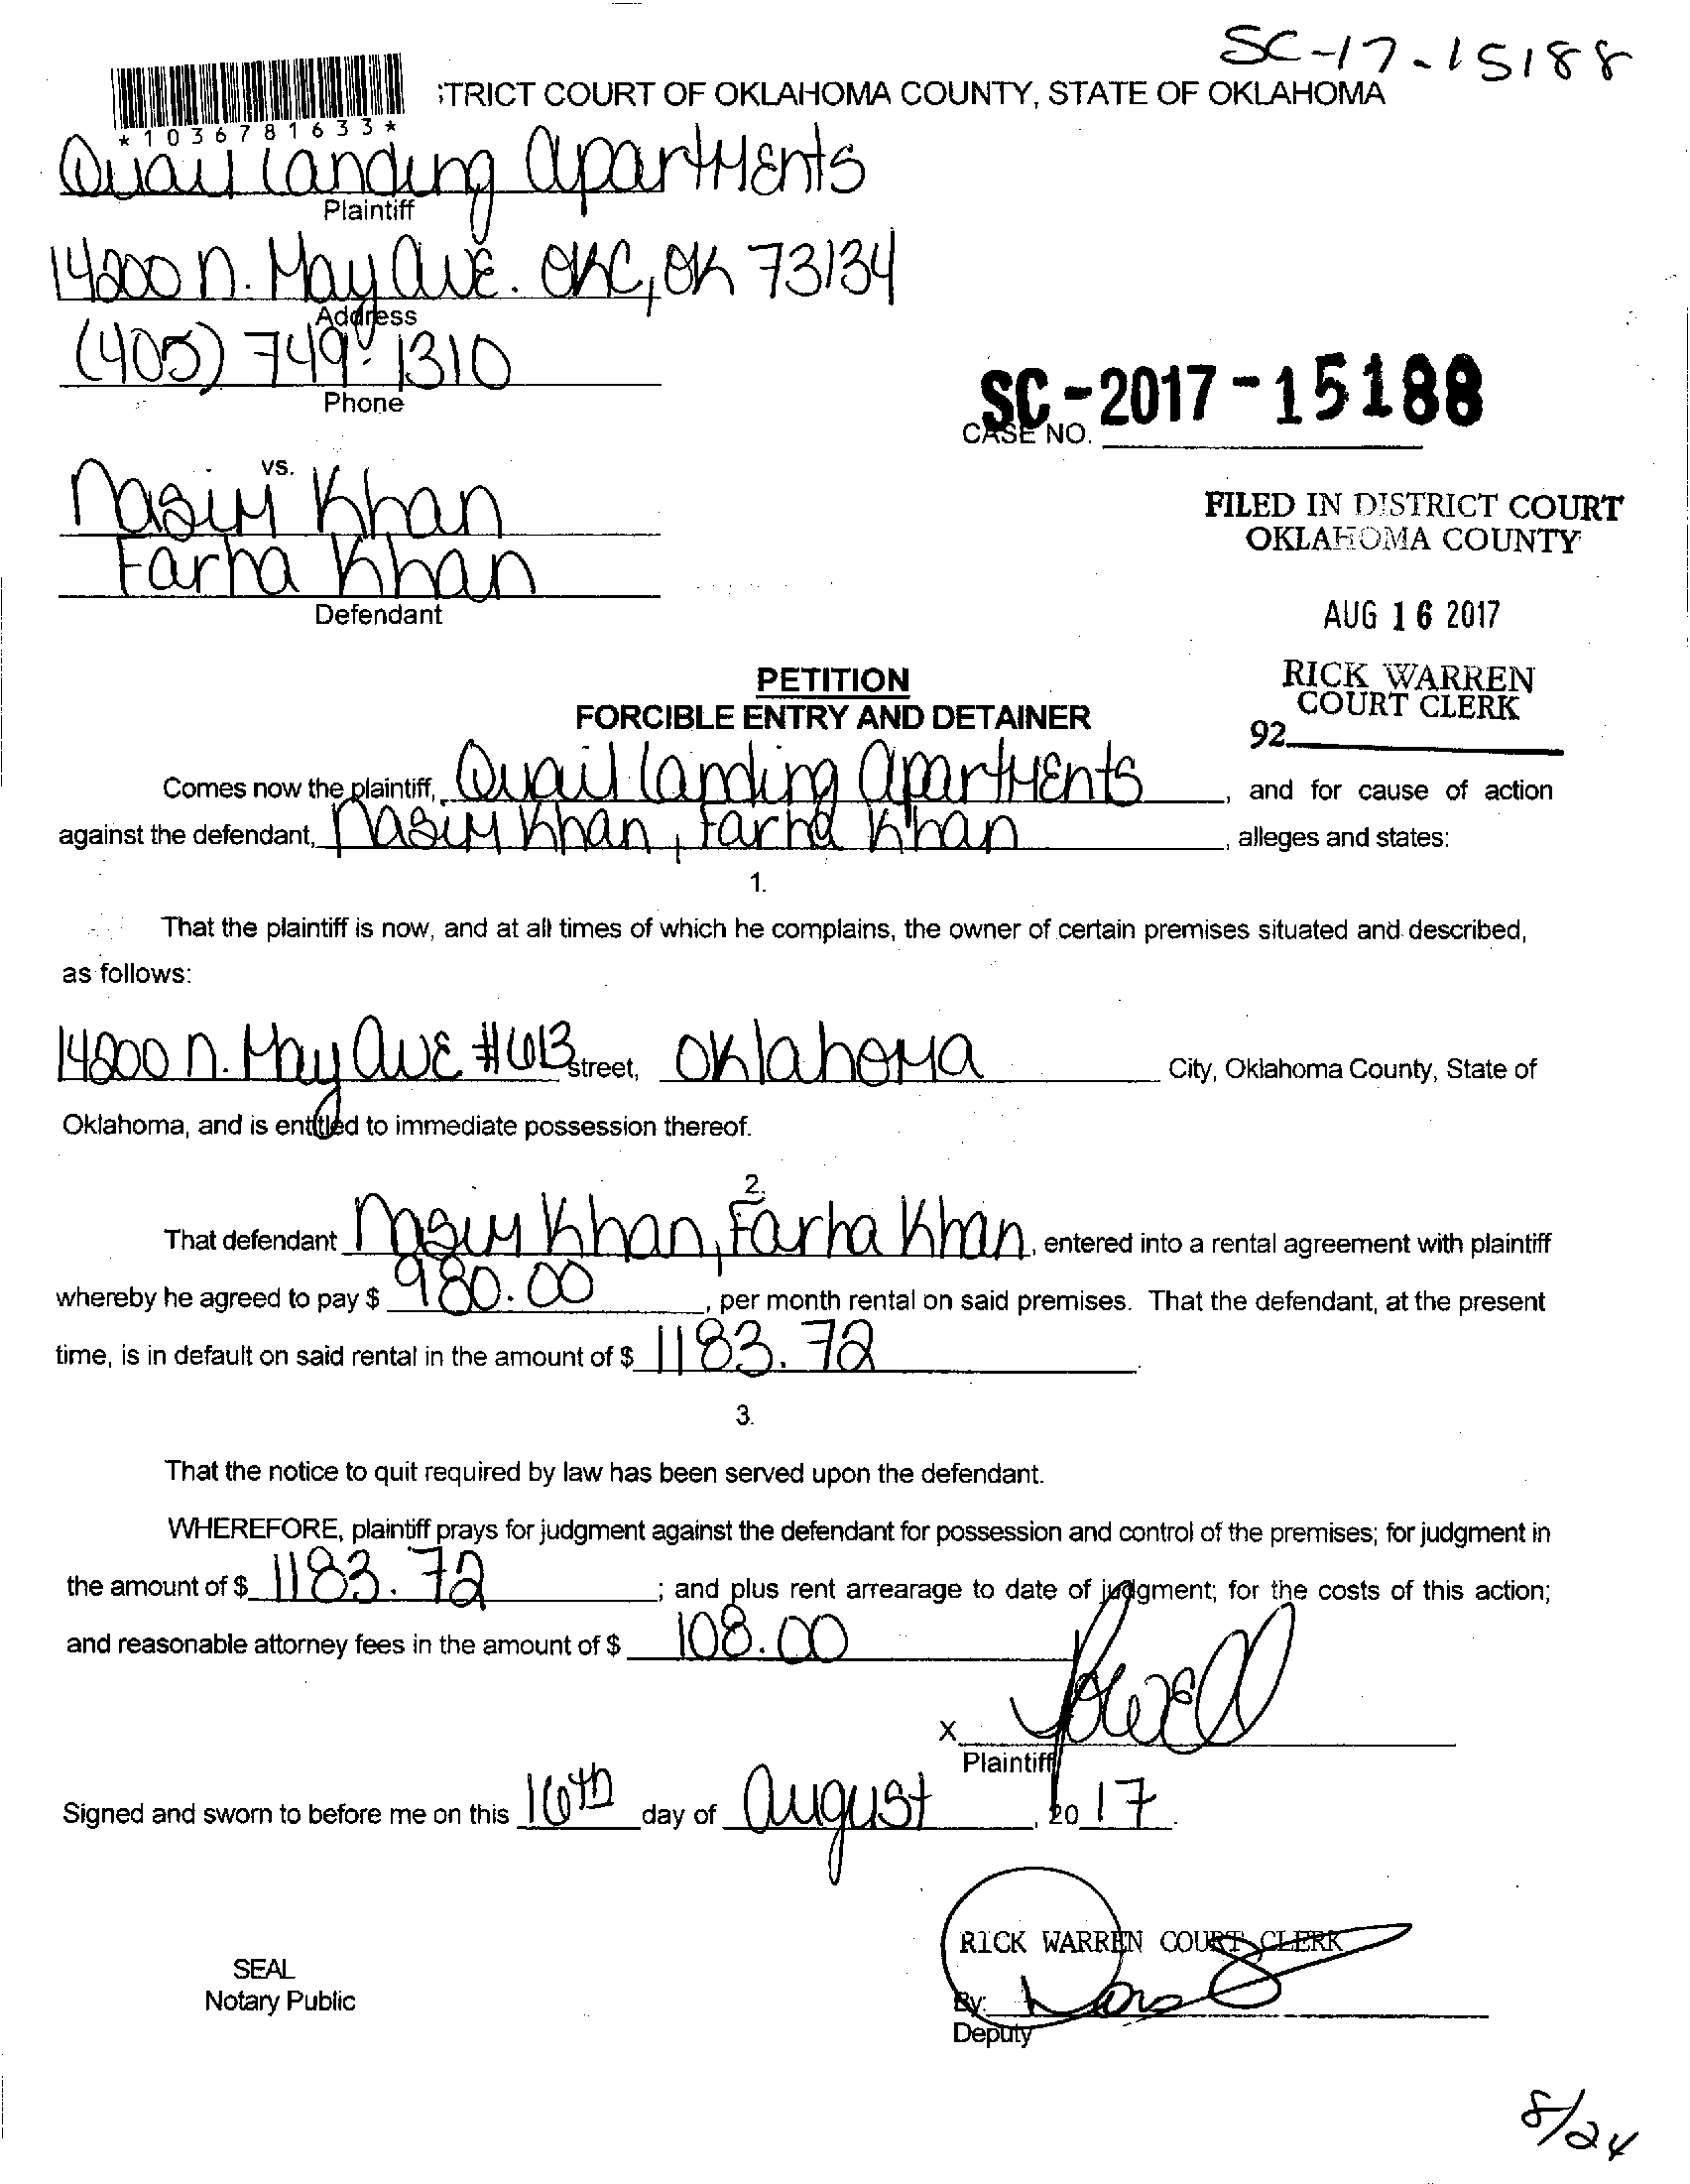 SC-17-15188
TRICT COURT OF OKLAHOMA COUNTY, STATE OF OKLAHOMA
*1036781633*
Quail Landing Apartments
Plaintiff
14200 N. May Ave. OKC, OK 73134
Address
(405) 749-1310
Phone
SC-2017-15188
CASE NO.
vs.
Nasim Khan
Farha Khan
Defendant
FILED IN DISTRICT COURT
OKLAHOMA COUNTY
AUG 16 2017
RICK WARREN
COURT CLERK
92
PETITION
FORCIBLE ENTRY AND DETAINER
Comes now the plaintiff, Quail Landing Apartments, and for cause of action
against the defendant, Nasim Khan, Farha Khan, alleges and states:
1.
That the plaintiff is now, and at all times of which he complains, the owner of certain premises situated and described,
as follows:
14200 N. May Ave #613 street, Oklahoma City, Oklahoma County, State of
Oklahoma, and is entitled to immediate possession thereof.
2.
That defendant Nasim Khan, Farha Khan, entered into a rental agreement with plaintiff
whereby he agreed to pay $ 980.00, per month rental on said premises. That the defendant, at the present
time, is in default on said rental in the amount of $ 1183.72.
3.
That the notice to quit required by law has been served upon the defendant.
WHEREFORE, plaintiff prays for judgment against the defendant for possession and control of the premises; for judgment in
the amount of $ 1183.72; and plus rent arrearage to date of judgment; for the costs of this action;
and reasonable attorney fees in the amount of $ 108.00
X Powell
Plaintiff
Signed and sworn to before me on this 16th day of August, 2017.
RICK WARREN COURT CLERK
SEAL
Notary Public
By:
Deputy
8/24